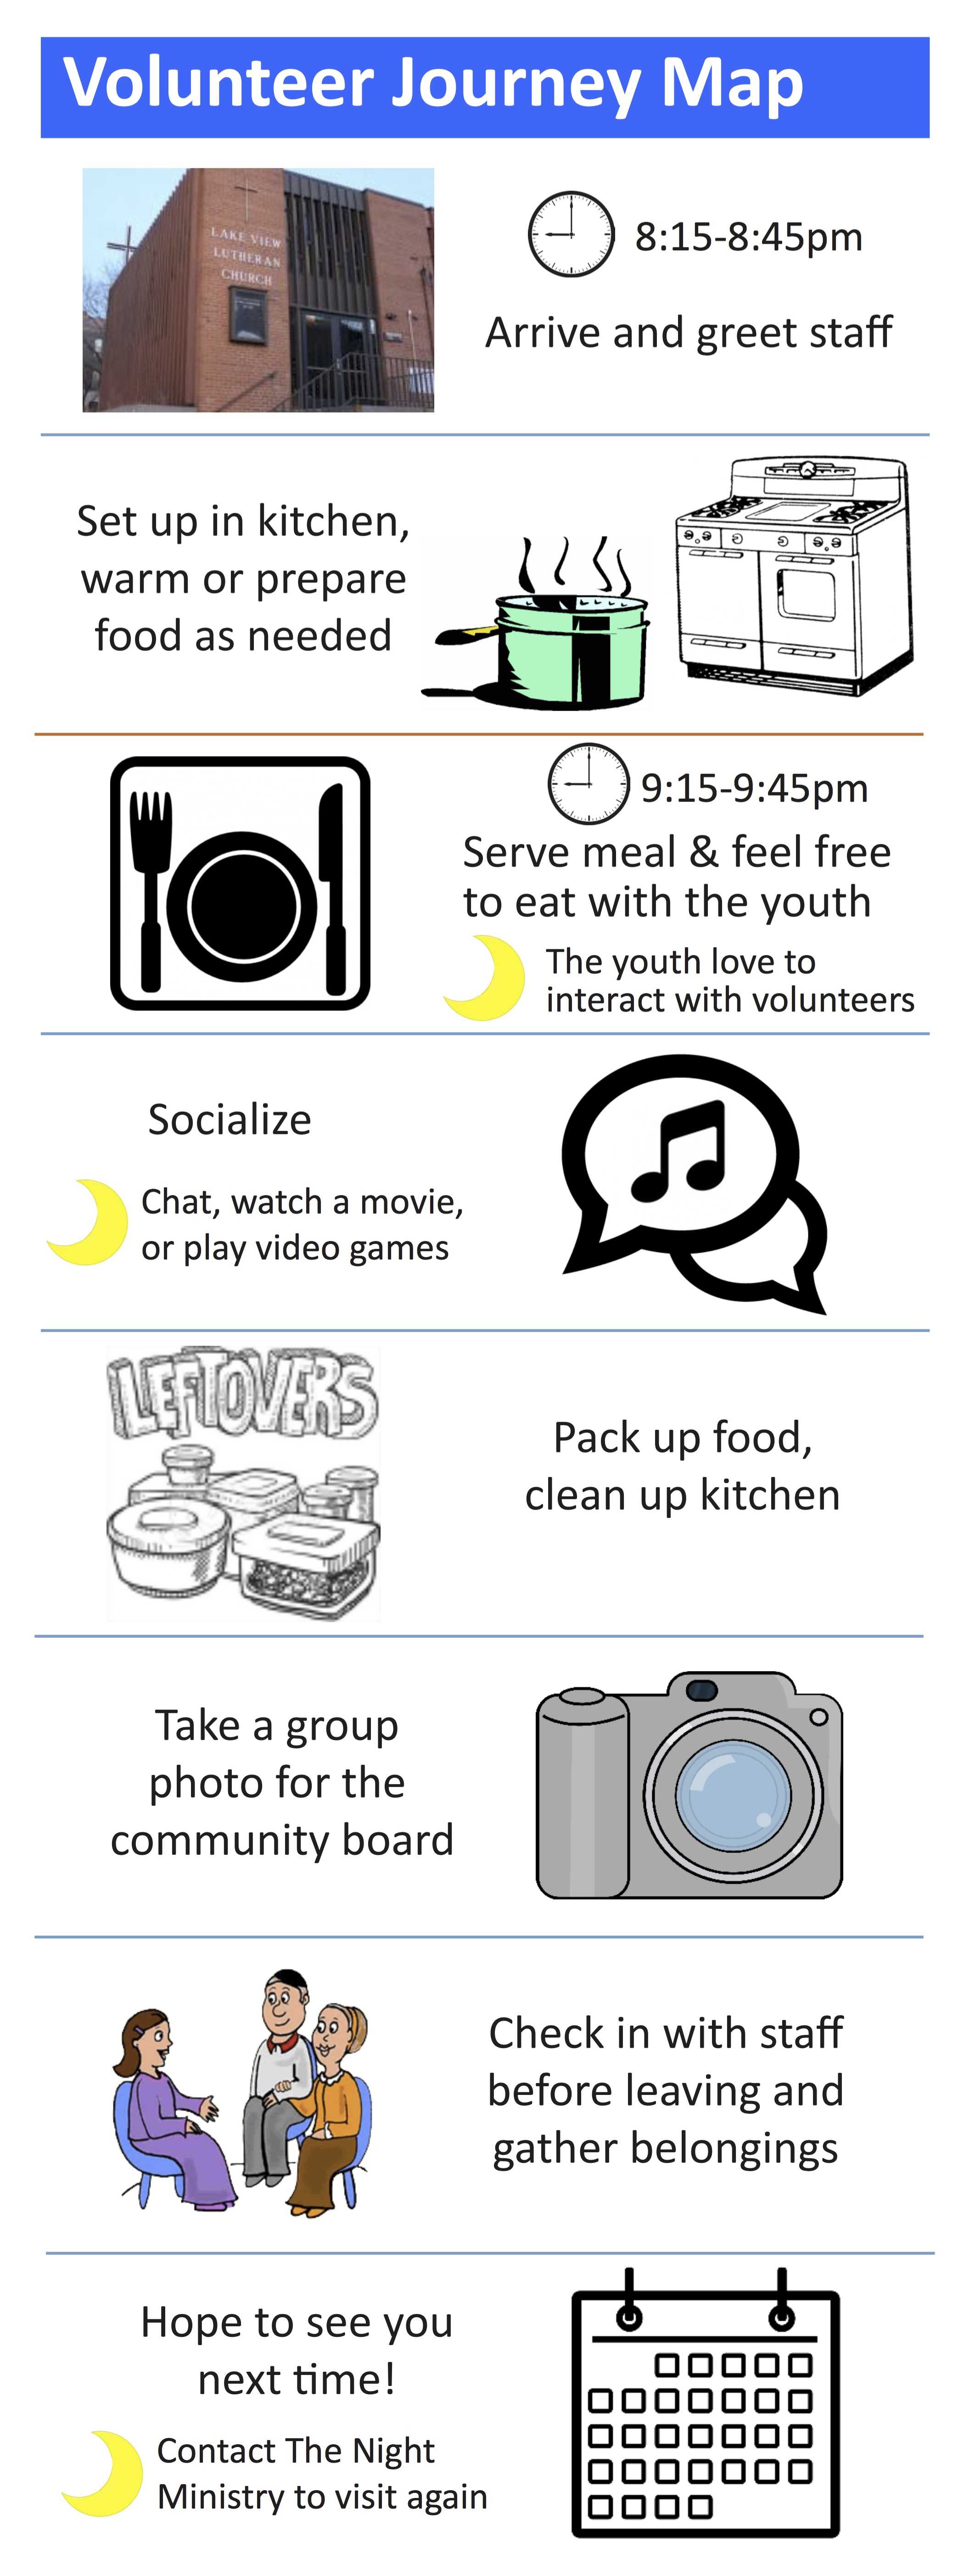 Volunteer Journey Map
LAKE VIEW
LUTHERAN
CHURCH
8:15-8:45pm
Arrive and greet staff
Set up in kitchen,
warm or prepare
food as needed
9:15-9:45pm
Serve meal & feel free
to eat with the youth
The youth love to
interact with volunteers
Socialize
Chat, watch a movie,
or play video games
LEFTOVERS
Pack up food,
clean up kitchen
Take a group
photo for the
community board
Check in with staff
before leaving and
gather belongings
Hope to see you
next time!
Contact The Night
Ministry to visit again